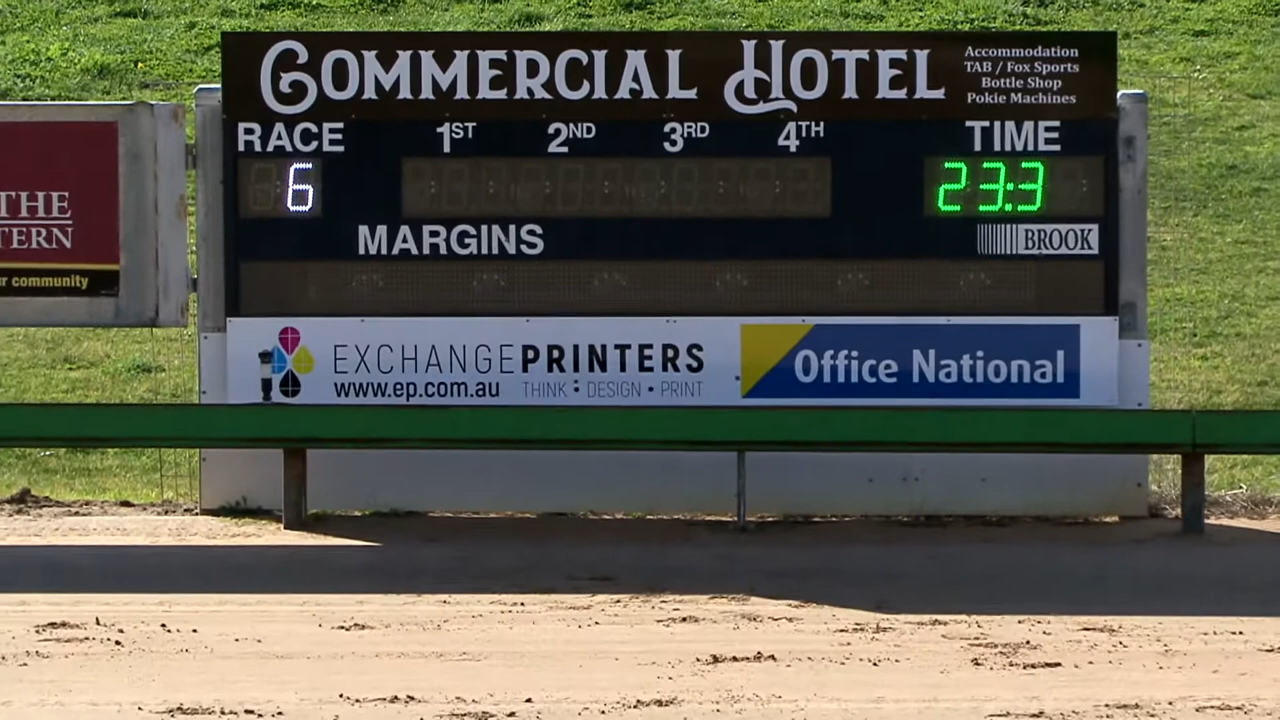 COMMERCIAL HOTEL
Accommodation
TAB / Fox Sports
Bottle Shop
Pokie Machines
RACE 1ST 2ND 3RD 4TH TIME
6 23:3
MARGINS
BROOK
THE
TERN
r community
EXCHANGEPRINTERS
www.ep.com.au THINK • DESIGN • PRINT
Office National